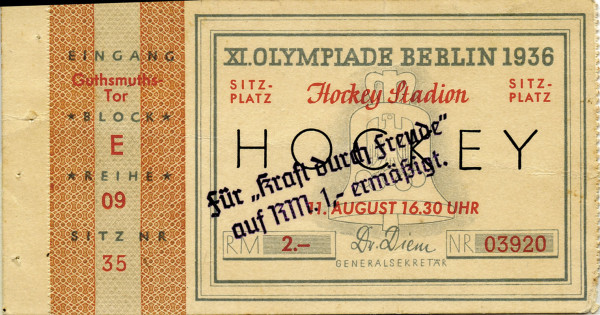 EINGANG
Guthsmuths-
Tor
★BLOCK★
E
★REIHE★
09
SITZ NR
35
XI. OLYMPIADE BERLIN 1936
SITZ-
PLATZ
Hockey Stadion
SITZ-
PLATZ
HOCKEY
für „Kraft durch Freude"
auf RM. 1.- ermäßigt.
11. AUGUST 16.30 UHR
RM 2.–
Dr. Diem
GENERALSEKRETÄR
NR 03920